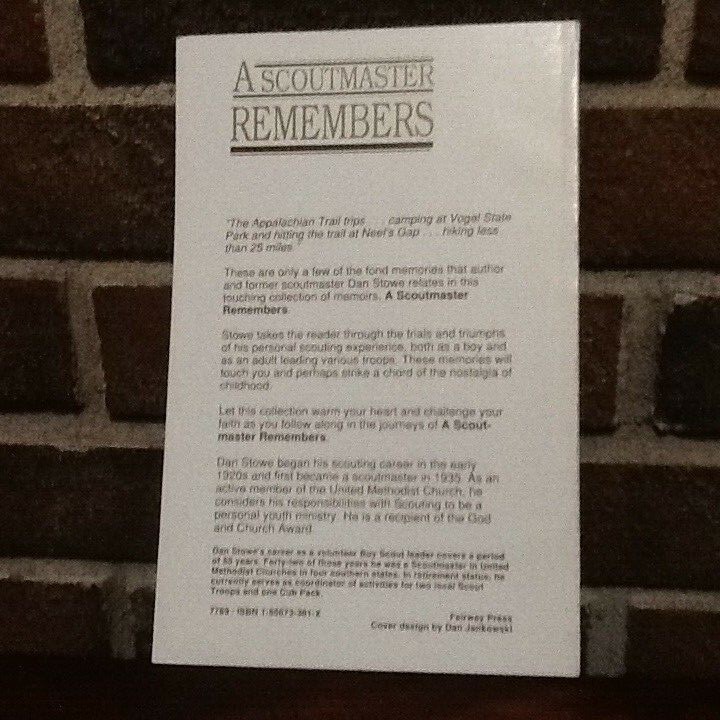 A SCOUTMASTER
REMEMBERS
"The Appalachian Trail trips . . . camping at Vogel State
Park and hitting the trail at Neel's Gap . . . hiking less
than 25 miles."
These are only a few of the fond memories that author
and former scoutmaster Dan Stowe relates in this
touching collection of memoirs, A Scoutmaster
Remembers.
Stowe takes the reader through the trials and triumphs
of his personal scouting experience, both as a boy and
as an adult leading various troops. These memories will
touch you and perhaps strike a chord of the nostalgia of
childhood.
Let this collection warm your heart and challenge your
faith as you follow along in the journeys of A Scout-
master Remembers.
Dan Stowe began his scouting career in the early
1920s and first became a scoutmaster in 1935. As an
active member of the United Methodist Church, he
considers his responsibilities with Scouting to be a
personal youth ministry. He is a recipient of the God
and Church Award.
Dan Stowe's career as a volunteer Boy Scout leader covers a period
of 55 years. Forty-two of those years he was a Scoutmaster in United
Methodist Churches in four southern states. In retirement status, he
currently serves as coordinator of activities for two local Scout
Troops and one Cub Pack.
7769 - ISBN 1-55673-381-X
Fairway Press
Cover design by Dan Jankowski